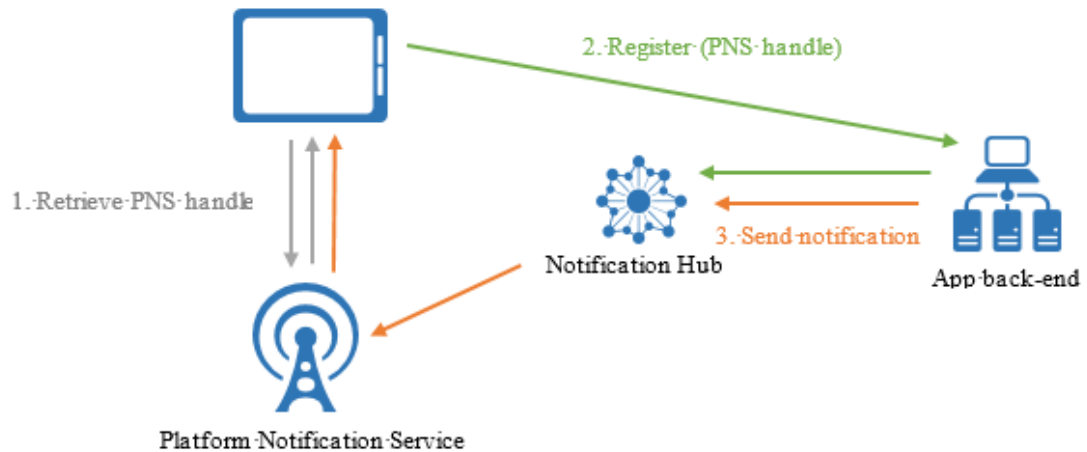 2. Register (PNS handle)
1. Retrieve PNS handle
3. Send notification
Notification Hub
App back-end
Platform Notification Service